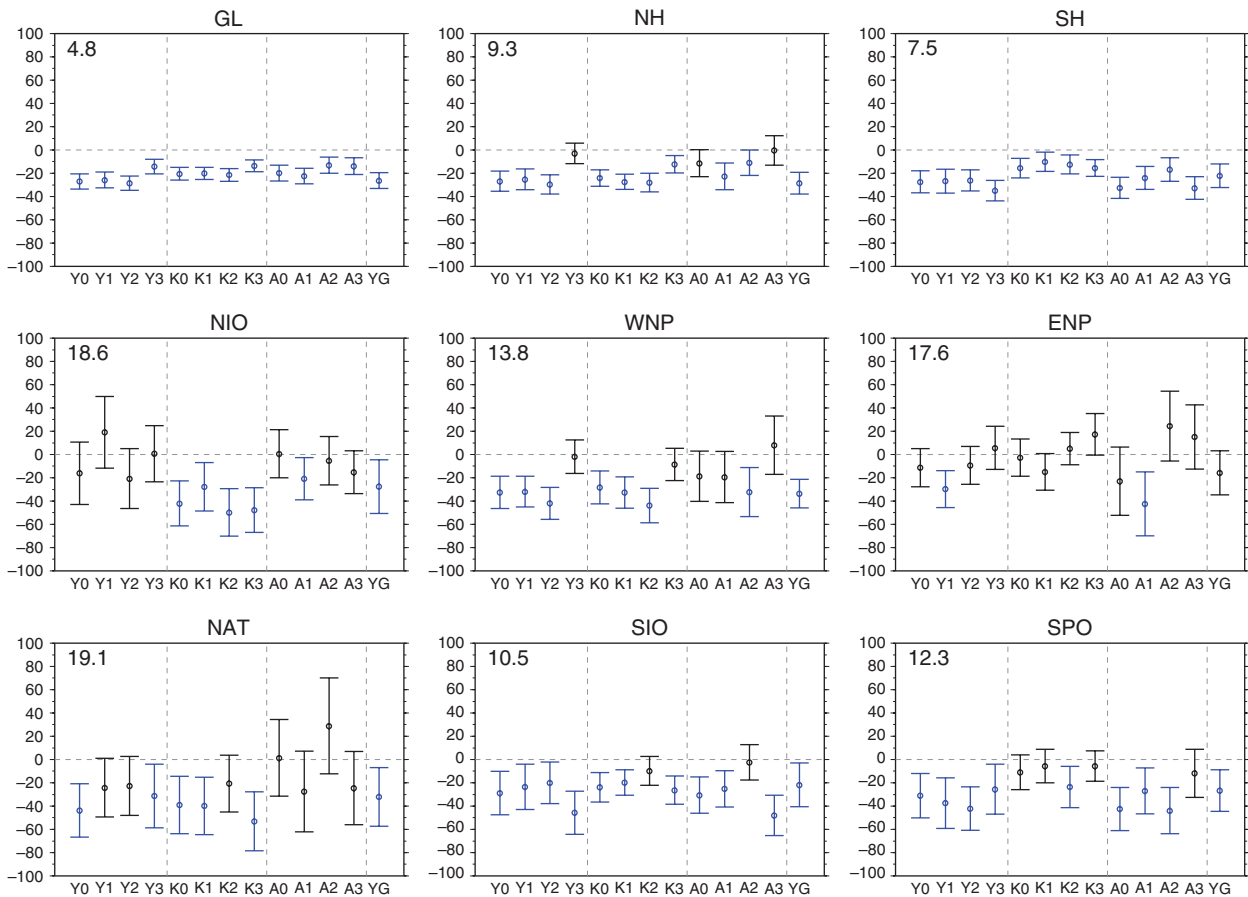 GL NH SH
100 100 100
80 4.8 80 9.3 80 7.5
60 60 60
40 40 40
20 20 20
0 0 0
−20 −20 −20
−40 −40 −40
−60 −60 −60
−80 −80 −80
−100 −100 −100
Y0 Y1 Y2 Y3 K0 K1 K2 K3 A0 A1 A2 A3 YG Y0 Y1 Y2 Y3 K0 K1 K2 K3 A0 A1 A2 A3 YG Y0 Y1 Y2 Y3 K0 K1 K2 K3 A0 A1 A2 A3 YG
NIO WNP ENP
100 100 100
80 18.6 80 13.8 80 17.6
60 60 60
40 40 40
20 20 20
0 0 0
−20 −20 −20
−40 −40 −40
−60 −60 −60
−80 −80 −80
−100 −100 −100
Y0 Y1 Y2 Y3 K0 K1 K2 K3 A0 A1 A2 A3 YG Y0 Y1 Y2 Y3 K0 K1 K2 K3 A0 A1 A2 A3 YG Y0 Y1 Y2 Y3 K0 K1 K2 K3 A0 A1 A2 A3 YG
NAT SIO SPO
100 100 100
80 19.1 80 10.5 80 12.3
60 60 60
40 40 40
20 20 20
0 0 0
−20 −20 −20
−40 −40 −40
−60 −60 −60
−80 −80 −80
−100 −100 −100
Y0 Y1 Y2 Y3 K0 K1 K2 K3 A0 A1 A2 A3 YG Y0 Y1 Y2 Y3 K0 K1 K2 K3 A0 A1 A2 A3 YG Y0 Y1 Y2 Y3 K0 K1 K2 K3 A0 A1 A2 A3 YG